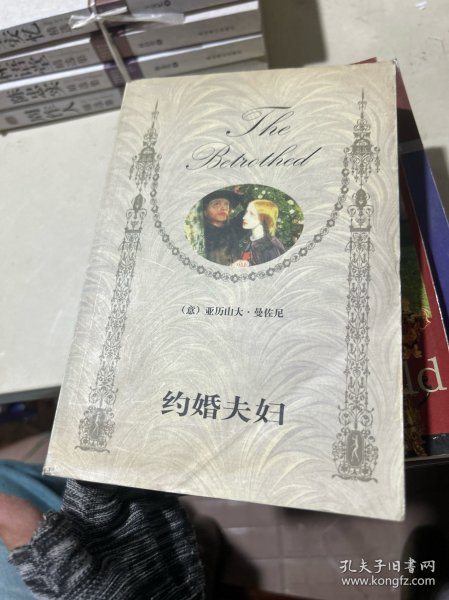 The
Betrothed
（意）亚历山大·曼佐尼
约婚夫妇
ld
孔夫子旧书网
www.kongfz.com